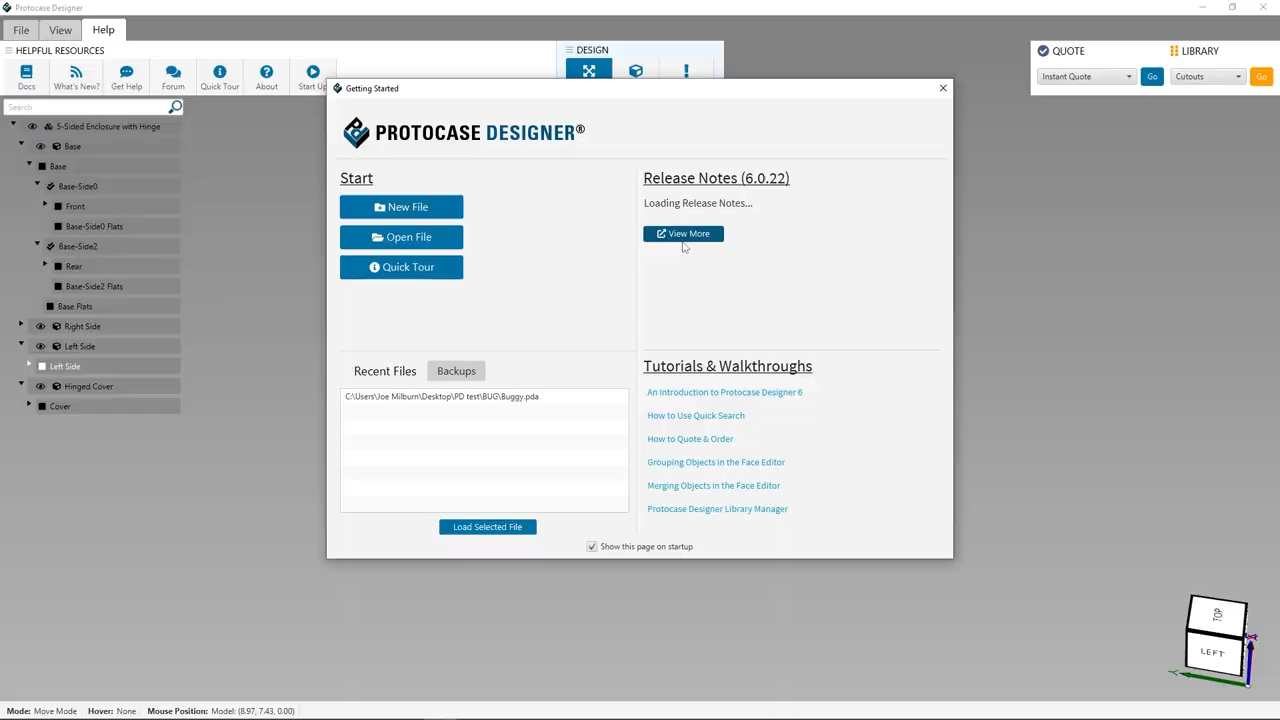 Protocase Designer
File View Help
HELPFUL RESOURCES
DESIGN
QUOTE
LIBRARY
Docs What's New? Get Help Forum Quick Tour About Start Up
Instant Quote Go Cutouts Go
Search
5-Sided Enclosure with Hinge
Base
Base
Base-Side0
Front
Base-Side0 Flats
Base-Side2
Rear
Base-Side2 Flats
Base Flats
Right Side
Left Side
Left Side
Hinged Cover
Cover
Getting Started
PROTOCASE DESIGNER®
Start
New File
Open File
Quick Tour
Release Notes (6.0.22)
Loading Release Notes...
View More
Recent Files Backups
C:\Users\Joe Milburn\Desktop\PD test\BUG\Buggy.pda
Load Selected File
Tutorials & Walkthroughs
An Introduction to Protocase Designer 6
How to Use Quick Search
How to Quote & Order
Grouping Objects in the Face Editor
Merging Objects in the Face Editor
Protocase Designer Library Manager
Show this page on startup
TOP
LEFT
Mode: Move Mode Hover: None Mouse Position: Model: (8.97, 7.43, 0.00)